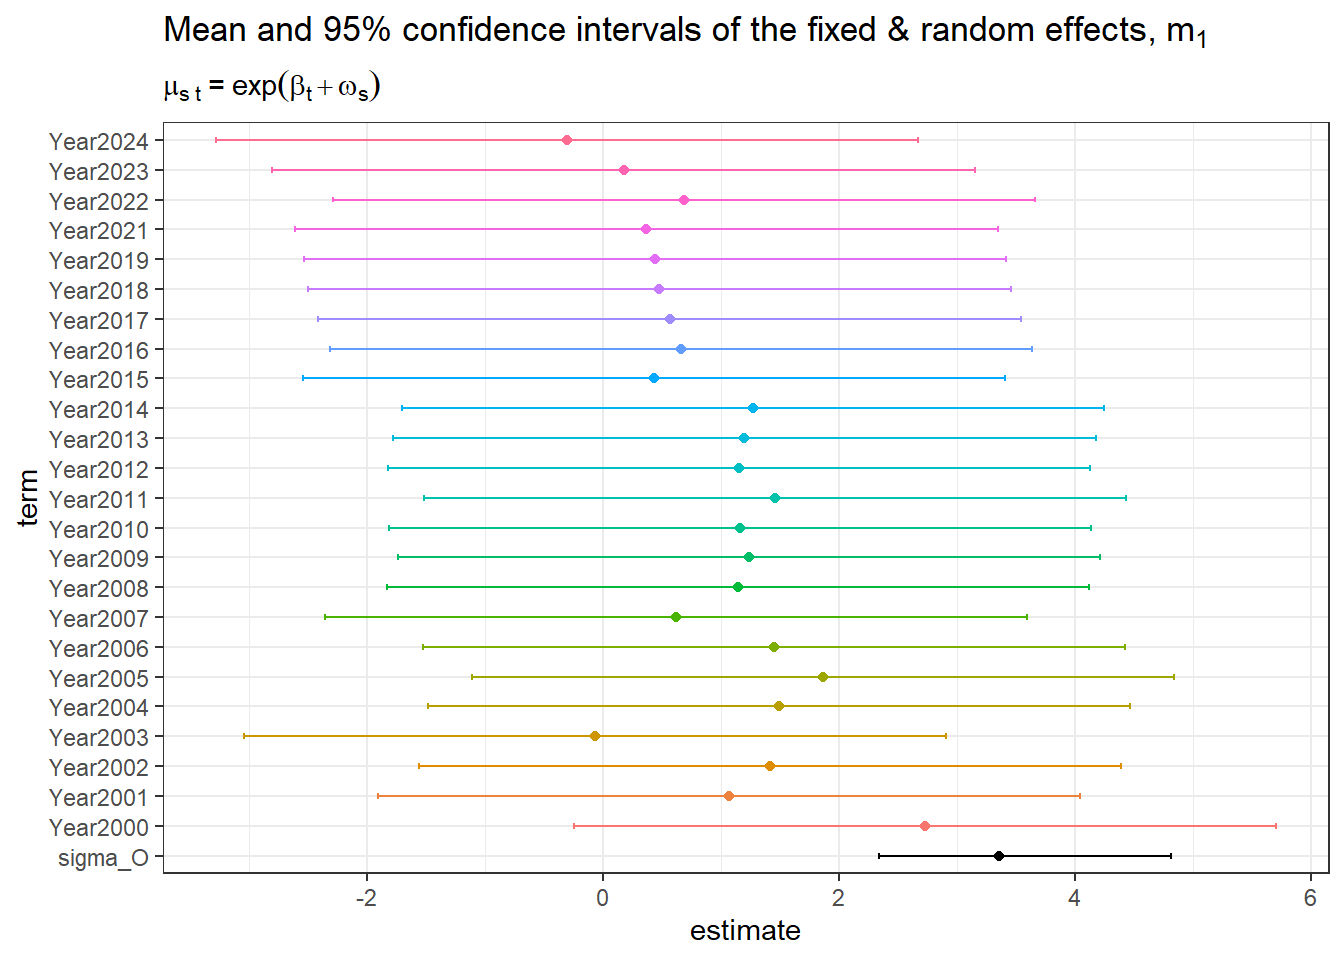 Mean and 95% confidence intervals of the fixed & random effects, m₁
μₛ ₜ = exp(βₜ + ωₛ)
Year2024
Year2023
Year2022
Year2021
Year2019
Year2018
Year2017
Year2016
Year2015
Year2014
Year2013
Year2012
Year2011
Year2010
Year2009
Year2008
Year2007
Year2006
Year2005
Year2004
Year2003
Year2002
Year2001
Year2000
sigma_O
term
-2 0 2 4 6
estimate